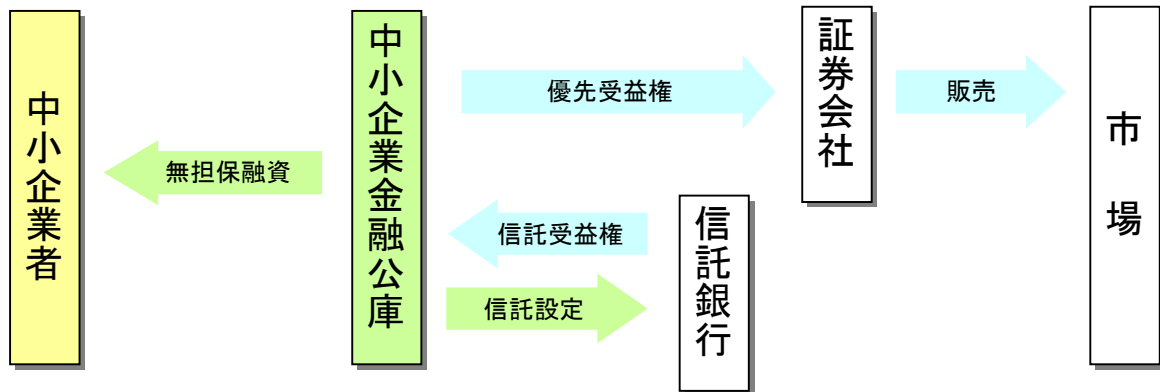 中小企業者
無担保融資
中小企業金融公庫
優先受益権
信託受益権
信託設定
信託銀行
証券会社
販売
市場